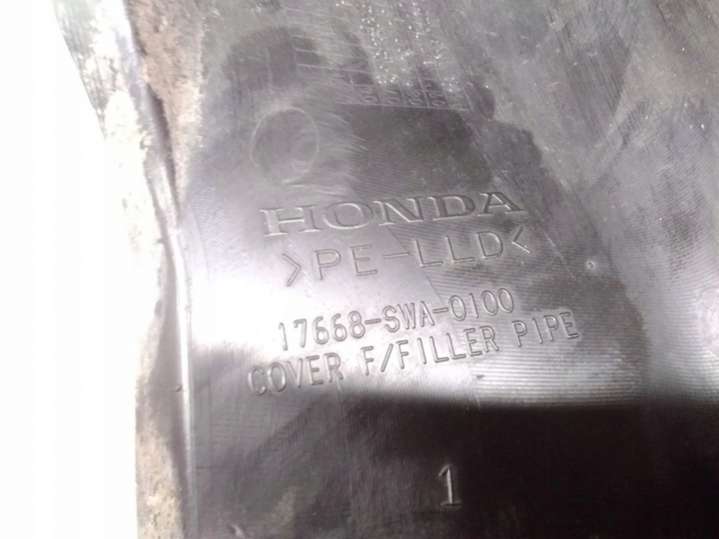 HONDA
>PE-LLD<
17668-SWA-0100
COVER F/FILLER PIPE
1